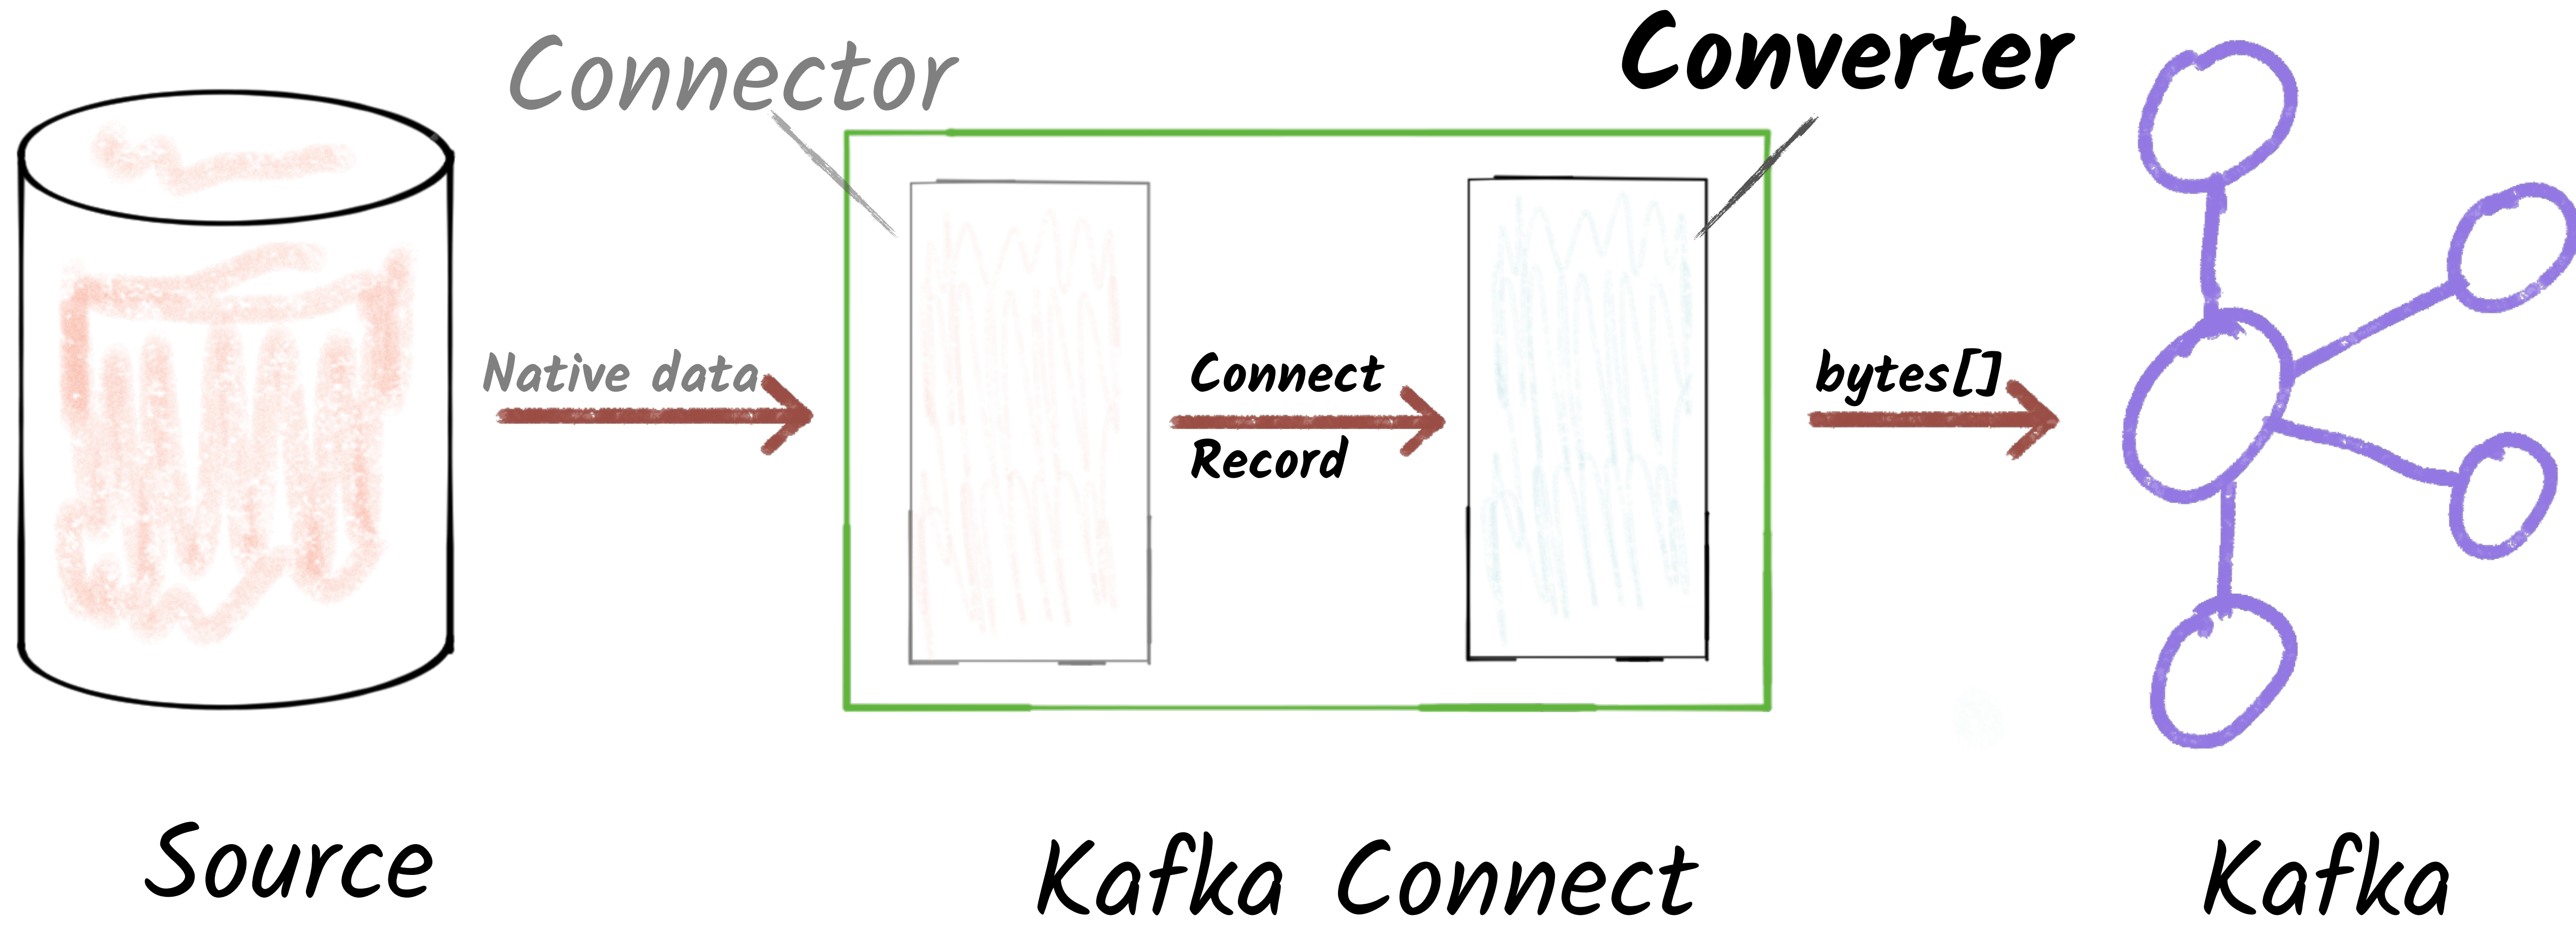 Connector
Converter
Native data
Connect
Record
bytes[]
Source
Kafka Connect
Kafka